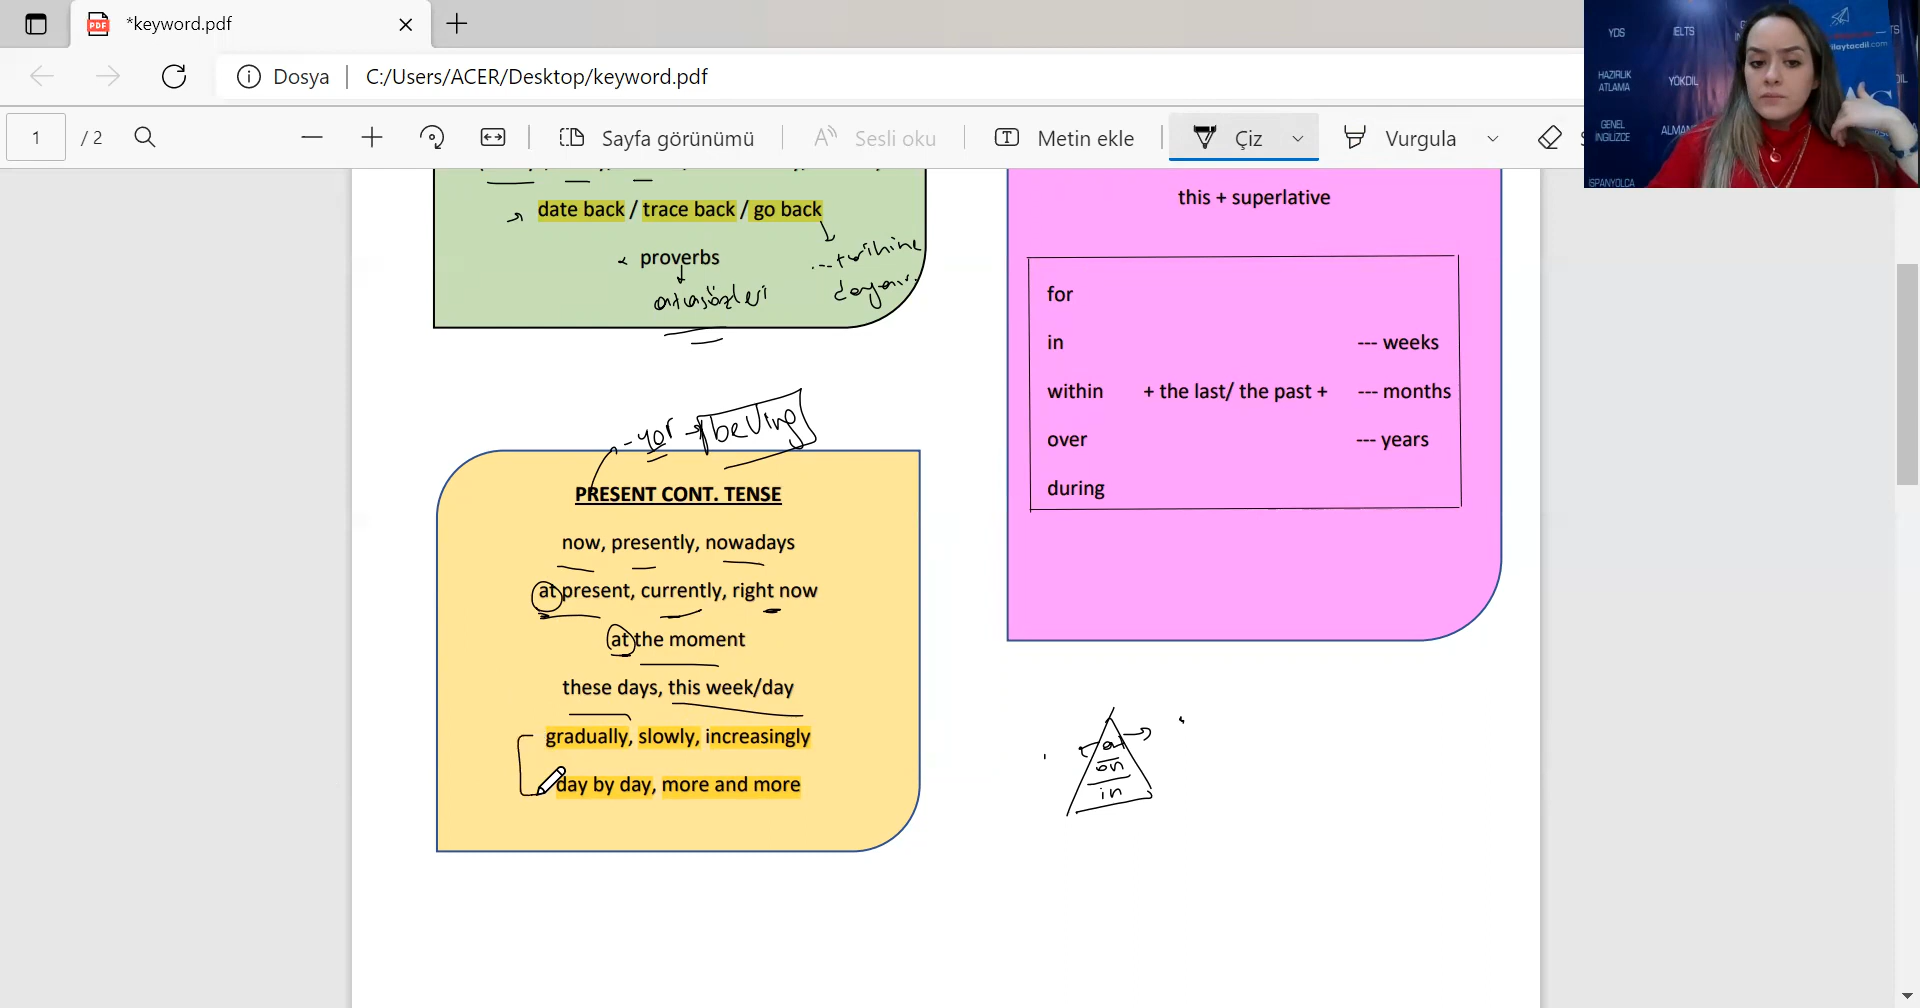 *keyword.pdf
Dosya C:/Users/ACER/Desktop/keyword.pdf
1 / 2 Sayfa görünümü Sesli oku Metin ekle Çiz Vurgula
YDS IELTS
ilaytocdil.com
HAZIRLIK ATLAMA YÖKDİL
GENEL İNGİLİZCE
İSPANYOLCA
date back / trace back / go back
proverbs
atasözleri
... tarihine
dayanır.
-yor → be Ving
PRESENT CONT. TENSE
now, presently, nowadays
at present, currently, right now
at the moment
these days, this week/day
gradually, slowly, increasingly
day by day, more and more
this + superlative
for
in --- weeks
within + the last/ the past + --- months
over --- years
during
at
on
in